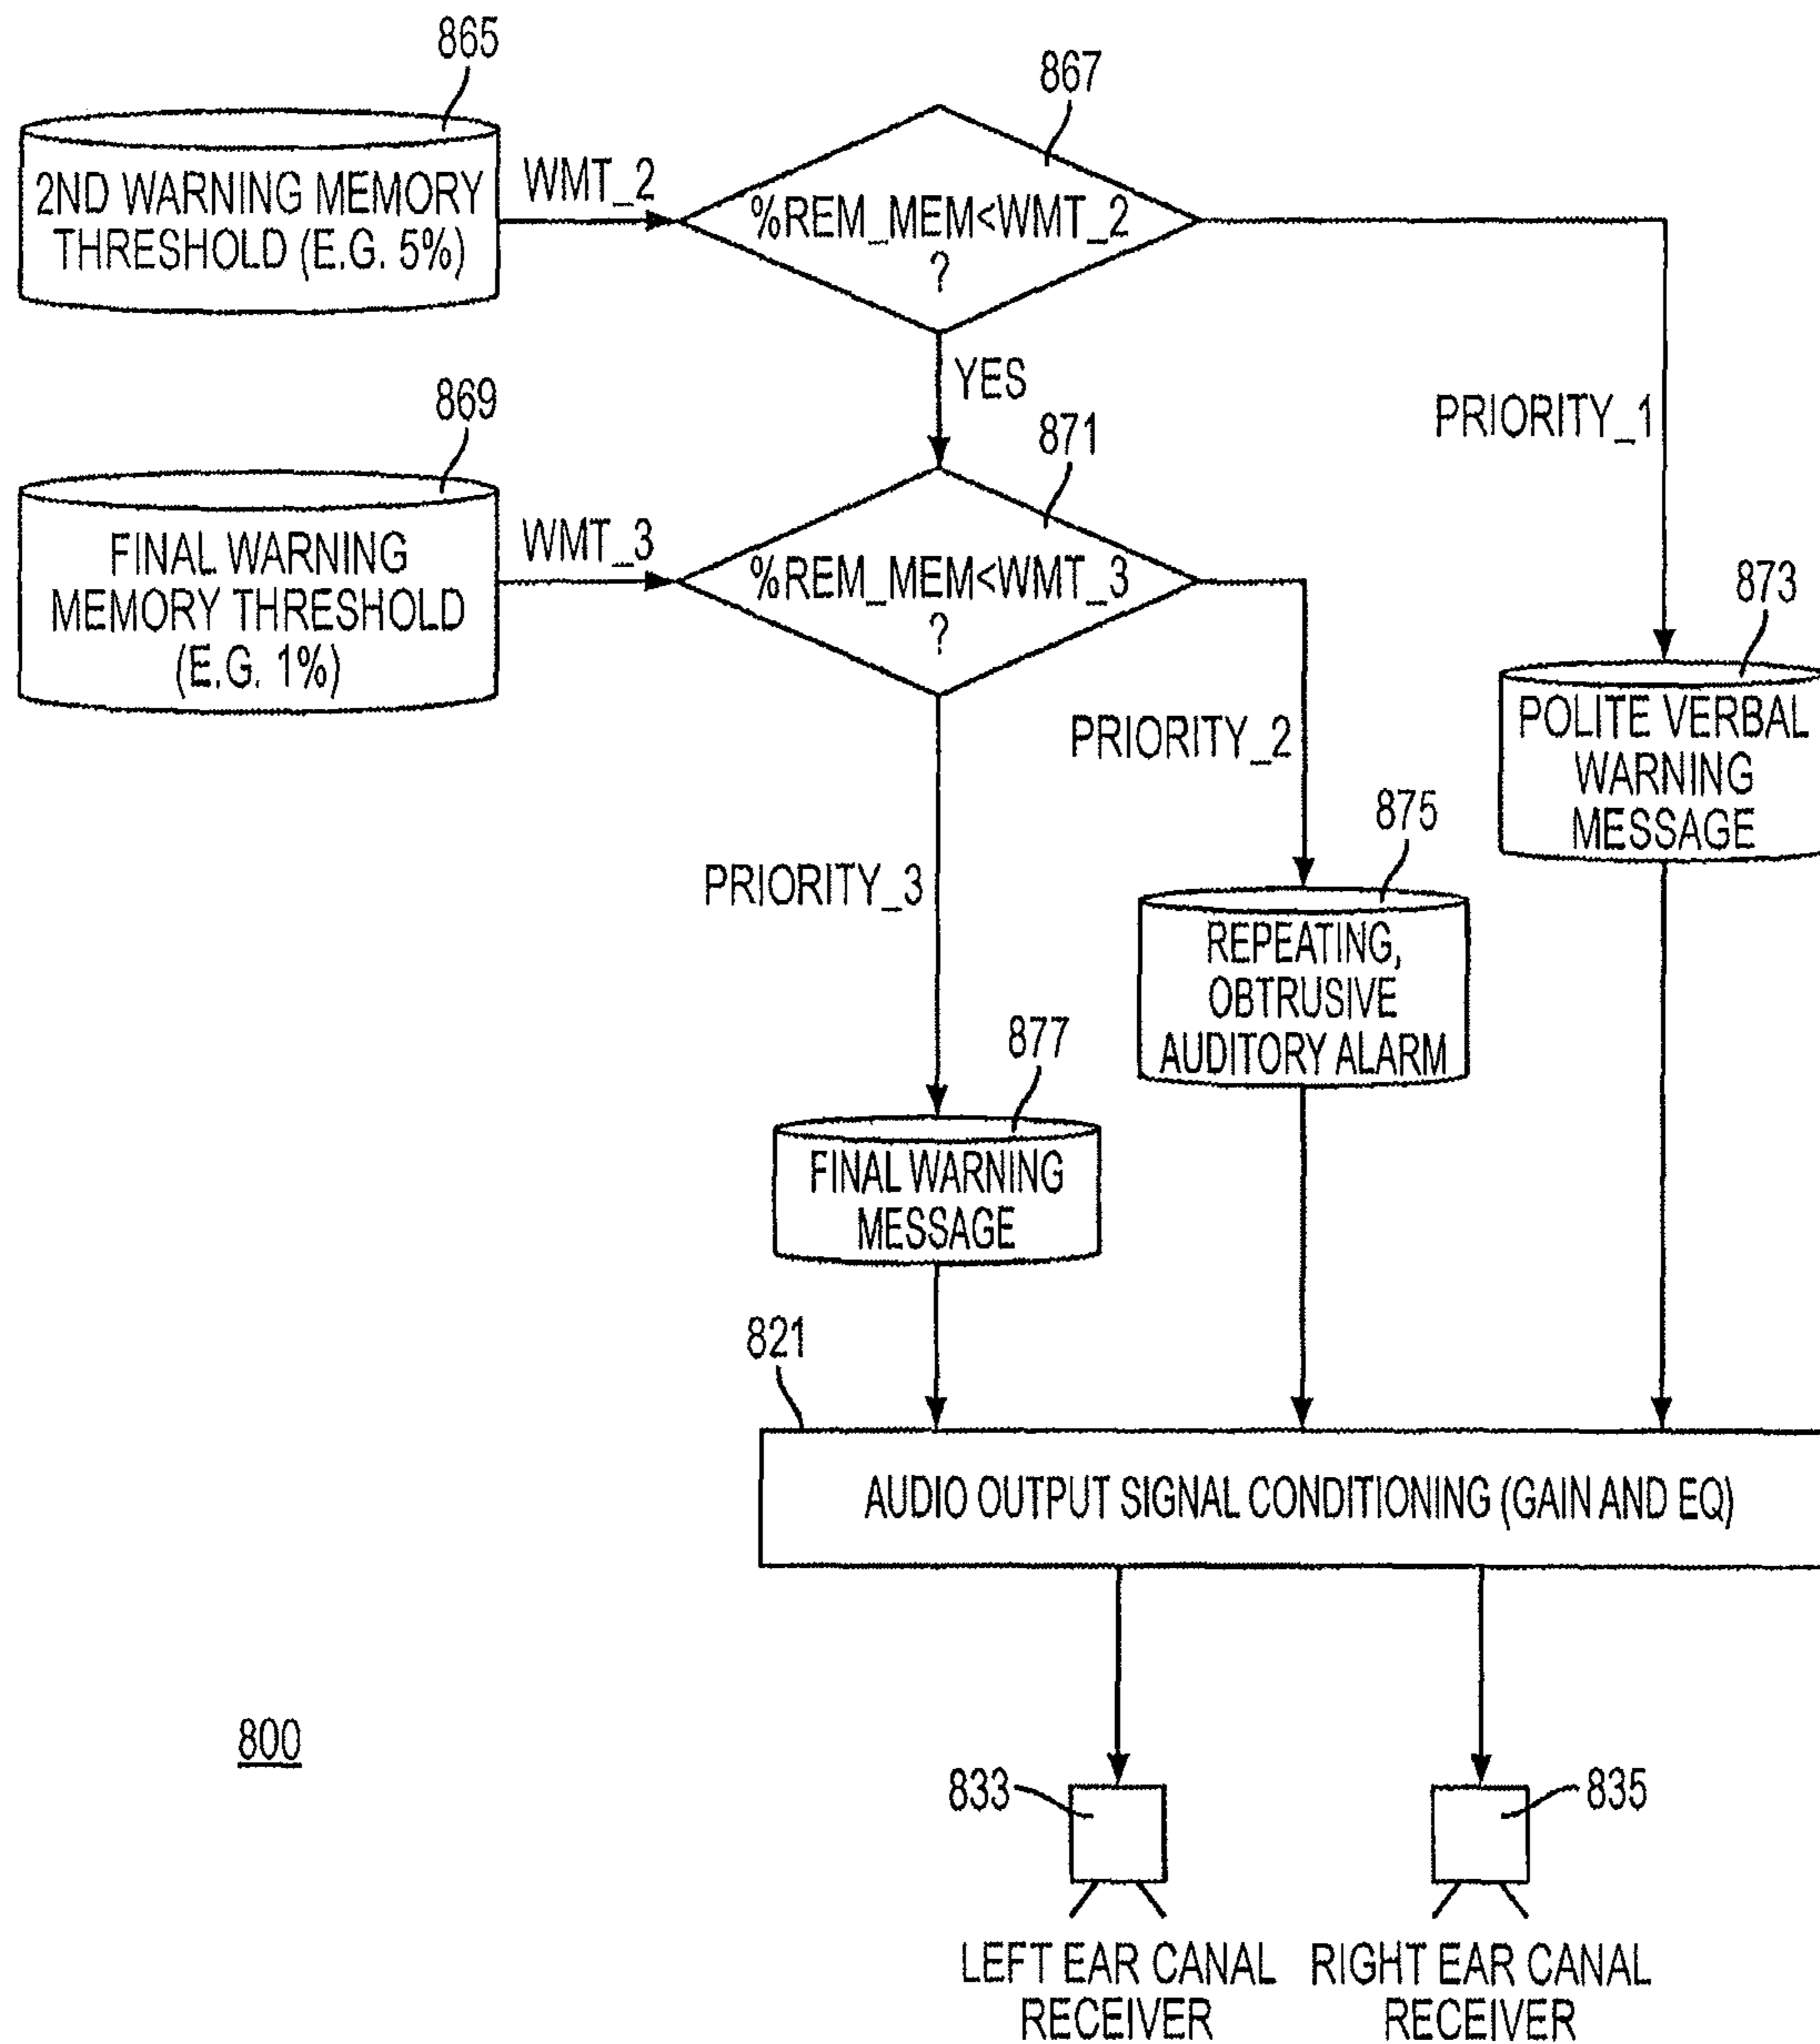 865
867
2ND WARNING MEMORY
THRESHOLD (E.G. 5%)
WMT_2
%REM_MEM<WMT_2
?
YES
PRIORITY_1
869
871
FINAL WARNING
MEMORY THRESHOLD
(E.G. 1%)
WMT_3
%REM_MEM<WMT_3
?
873
POLITE VERBAL
WARNING
MESSAGE
PRIORITY_2
875
REPEATING,
OBTRUSIVE
AUDITORY ALARM
PRIORITY_3
877
FINAL WARNING
MESSAGE
821
AUDIO OUTPUT SIGNAL CONDITIONING (GAIN AND EQ)
800
833
835
LEFT EAR CANAL
RECEIVER
RIGHT EAR CANAL
RECEIVER